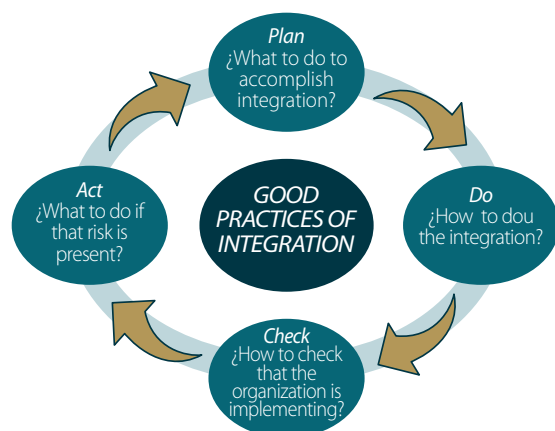 Plan
¿What to do to
accomplish
integration?
Act
¿What to do if
that risk is
present?
GOOD
PRACTICES OF
INTEGRATION
Do
¿How to dou
the integration?
Check
¿How to check
that the
organization is
implementing?